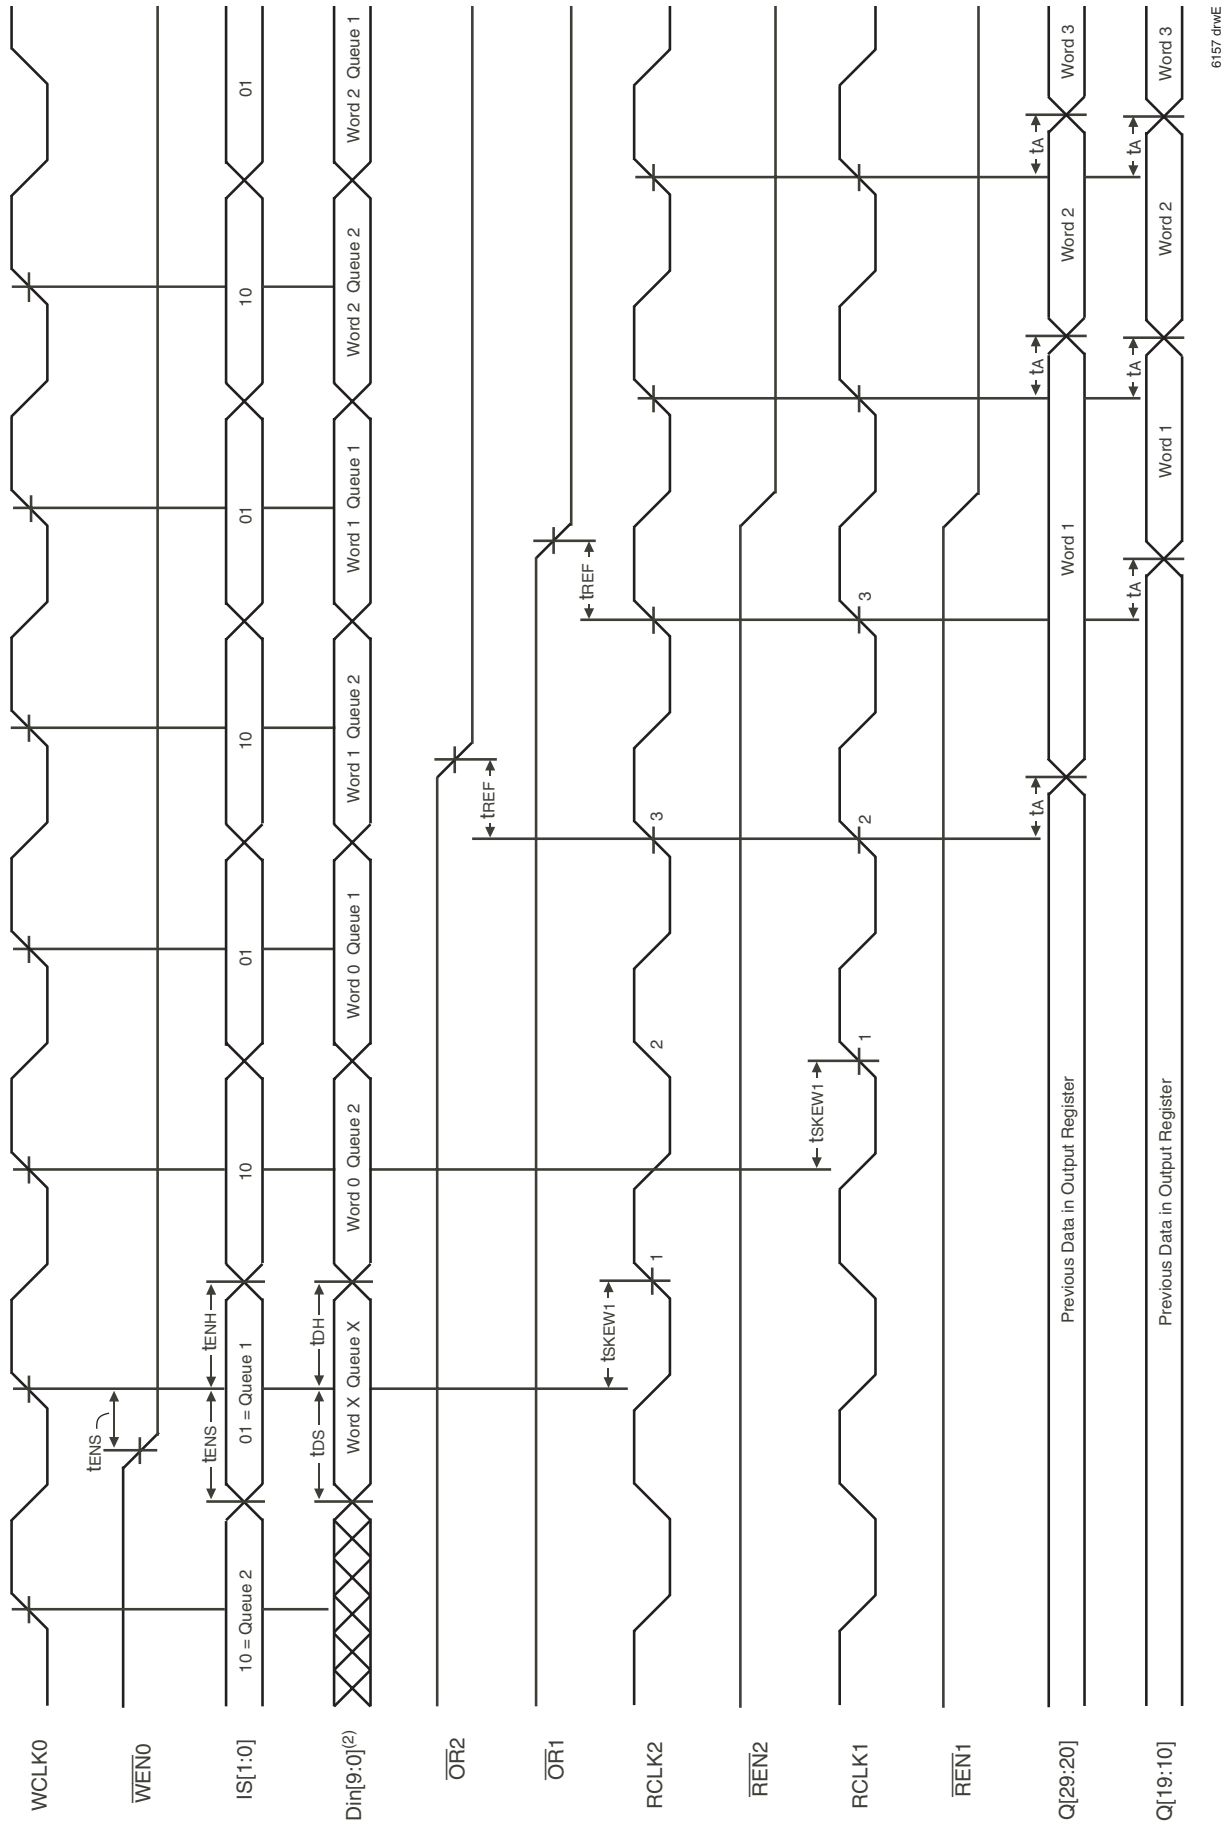 WCLK0
WEN0
tENS
IS[1:0]
10 = Queue 2
tENS
tENH
01 = Queue 1
10
01
10
01
10
01
Din[9:0](2)
tDS
tDH
Word X Queue X
Word 0 Queue 2
Word 0 Queue 1
Word 1 Queue 2
Word 1 Queue 1
Word 2 Queue 2
Word 2 Queue 1
OR2
tREF
OR1
tREF
RCLK2
tSKEW1
1
2
3
REN2
RCLK1
tSKEW1
1
2
3
REN1
Q[29:20]
Previous Data in Output Register
tA
Word 1
tA
Word 2
tA
Word 3
Q[19:10]
Previous Data in Output Register
tA
Word 1
tA
Word 2
tA
Word 3
6157 drwE